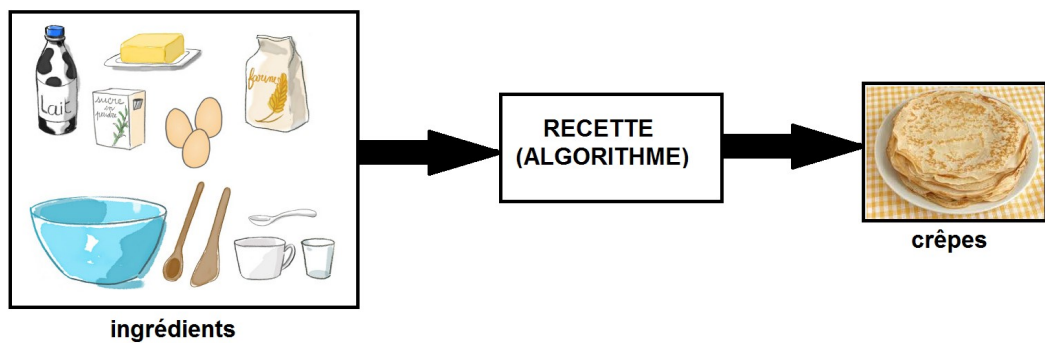 Lait
sucre
en
poudre
farine
RECETTE
(ALGORITHME)
crêpes
ingrédients